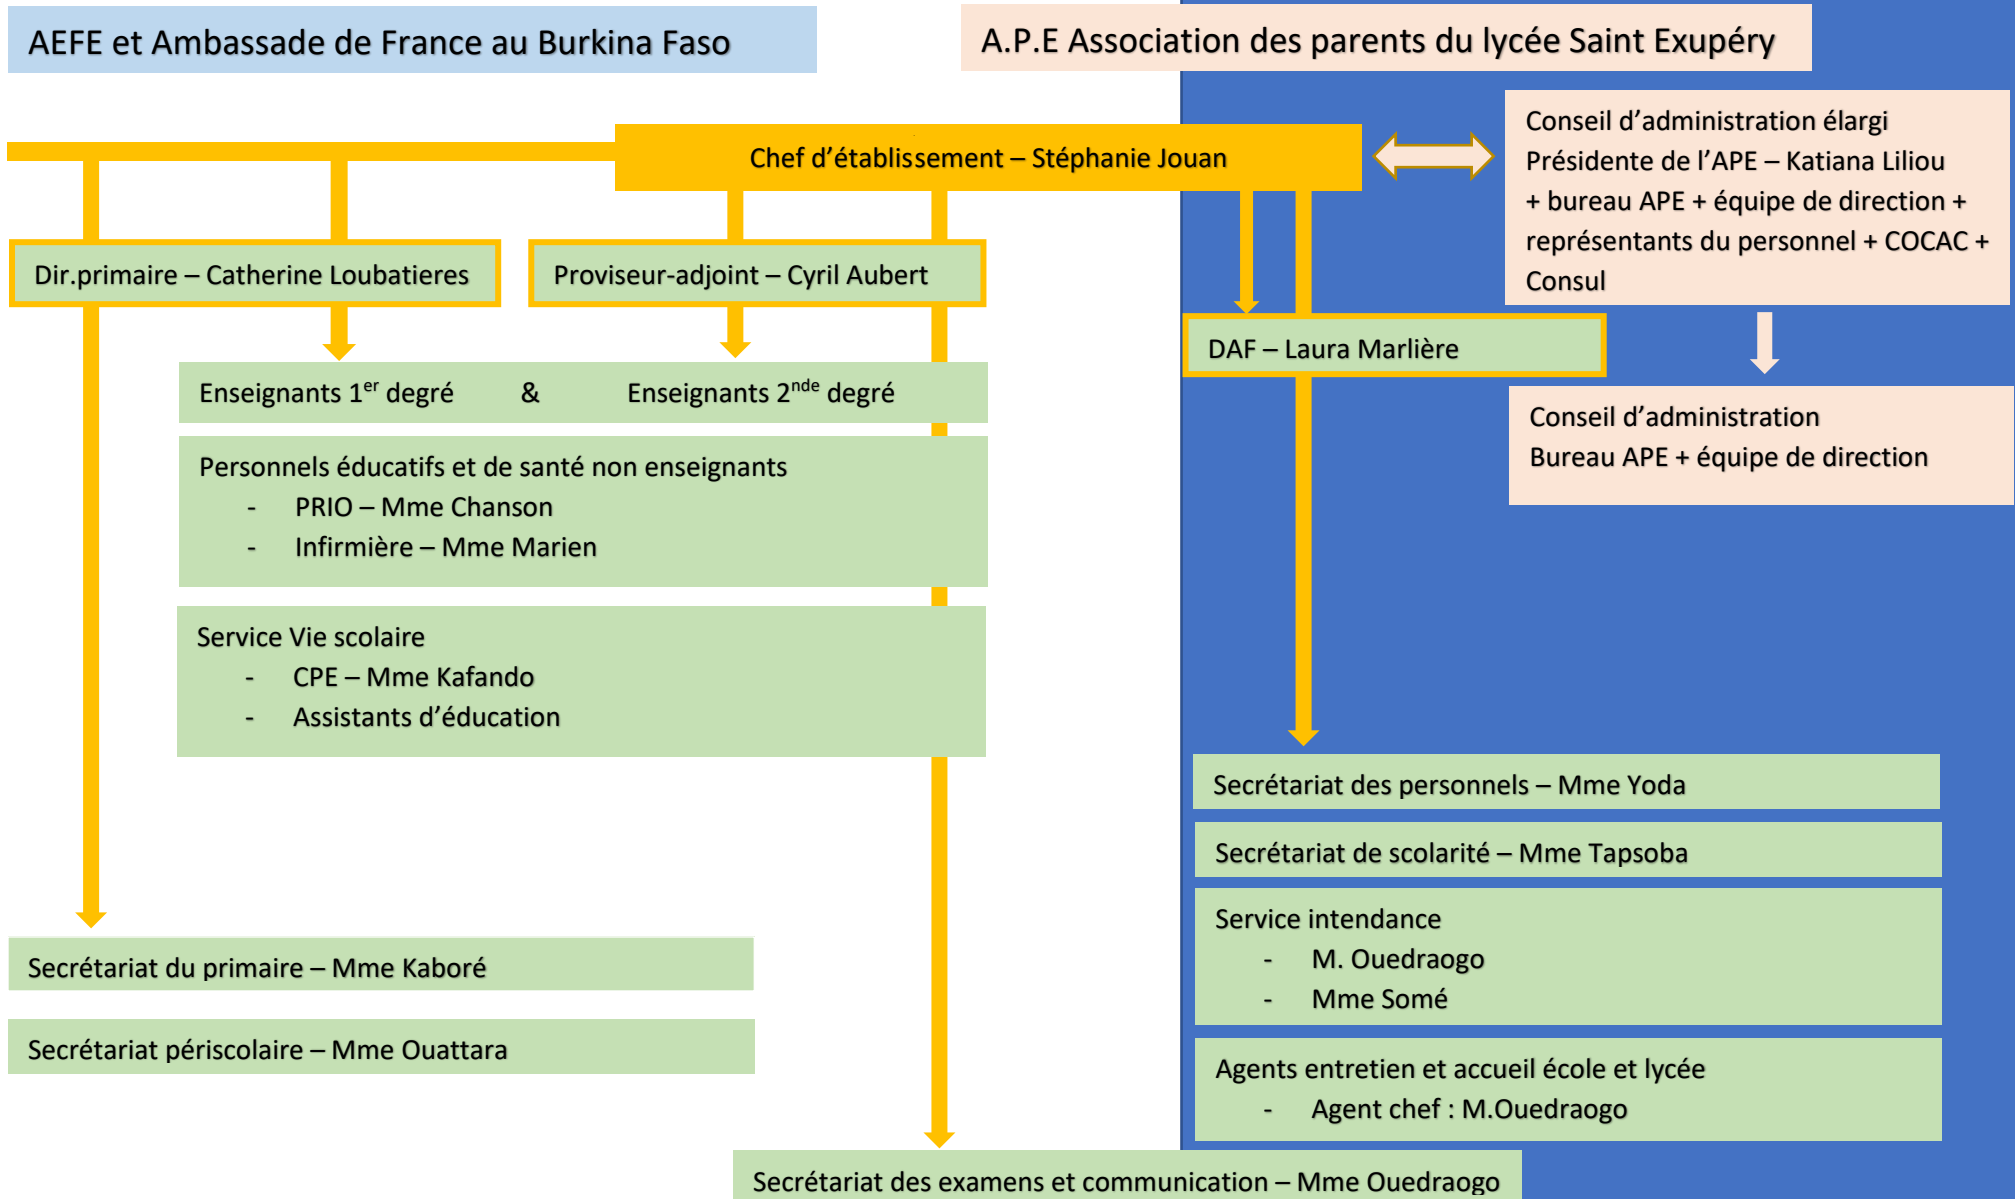 AEFE et Ambassade de France au Burkina Faso
A.P.E Association des parents du lycée Saint Exupéry
Chef d’établissement – Stéphanie Jouan
Conseil d’administration élargi
Présidente de l’APE – Katiana Liliou
+ bureau APE + équipe de direction +
représentants du personnel + COCAC +
Consul
Dir.primaire – Catherine Loubatieres
Proviseur-adjoint – Cyril Aubert
DAF – Laura Marlière
Enseignants 1er degré & Enseignants 2nde degré
Conseil d’administration
Bureau APE + équipe de direction
Personnels éducatifs et de santé non enseignants
- PRIO – Mme Chanson
- Infirmière – Mme Marien
Service Vie scolaire
- CPE – Mme Kafando
- Assistants d’éducation
Secrétariat des personnels – Mme Yoda
Secrétariat de scolarité – Mme Tapsoba
Service intendance
- M. Ouedraogo
- Mme Somé
Secrétariat du primaire – Mme Kaboré
Secrétariat périscolaire – Mme Ouattara
Agents entretien et accueil école et lycée
- Agent chef : M.Ouedraogo
Secrétariat des examens et communication – Mme Ouedraogo